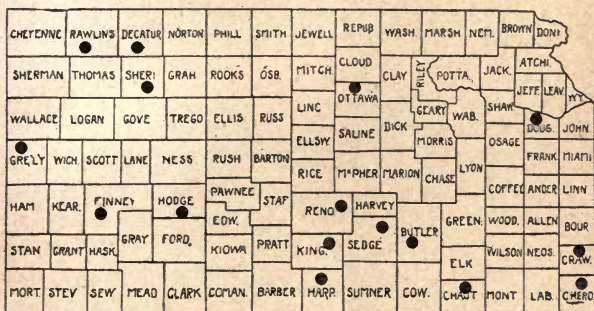 CHEYENNE RAWLINS DECATUR NORTON PHILL SMITH JEWELL REPUB WASH. MARSH NEM. BROWN DONI
CLOUD
SHERMAN THOMAS SHERI GRAH ROOKS OSB. MITCH. CLAY RILEY POTTA. JACK. ATCHI.
OTTAWA JEFF. LEAV. WY.
WALLACE LOGAN GOVE TREGO ELLIS RUSS LINC DICK GEARY WAB. SHAW DOUG. JOHN.
ELLSW. SALINE MORRIS OSAGE
GRE'LY WICH. SCOTT LANE NESS RUSH BARTON RICE McPHER MARION CHASE LYON FRANK. MIAMI
COFFEY ANDER LINN
HAM KEAR. FINNEY HODGE PAWNEE STAF RENO HARVEY
EDW. BUTLER GREEN. WOOD. ALLEN BOUR
STAN GRANT HASK. GRAY FORD. KIOWA PRATT KING. SEDGE ELK WILSON NEOS. CRAW.
MORT. STEV SEW. MEAD CLARK COMAN. BARBER HARP. SUMNER COW. CHAUT MONT LAB. CHERO.